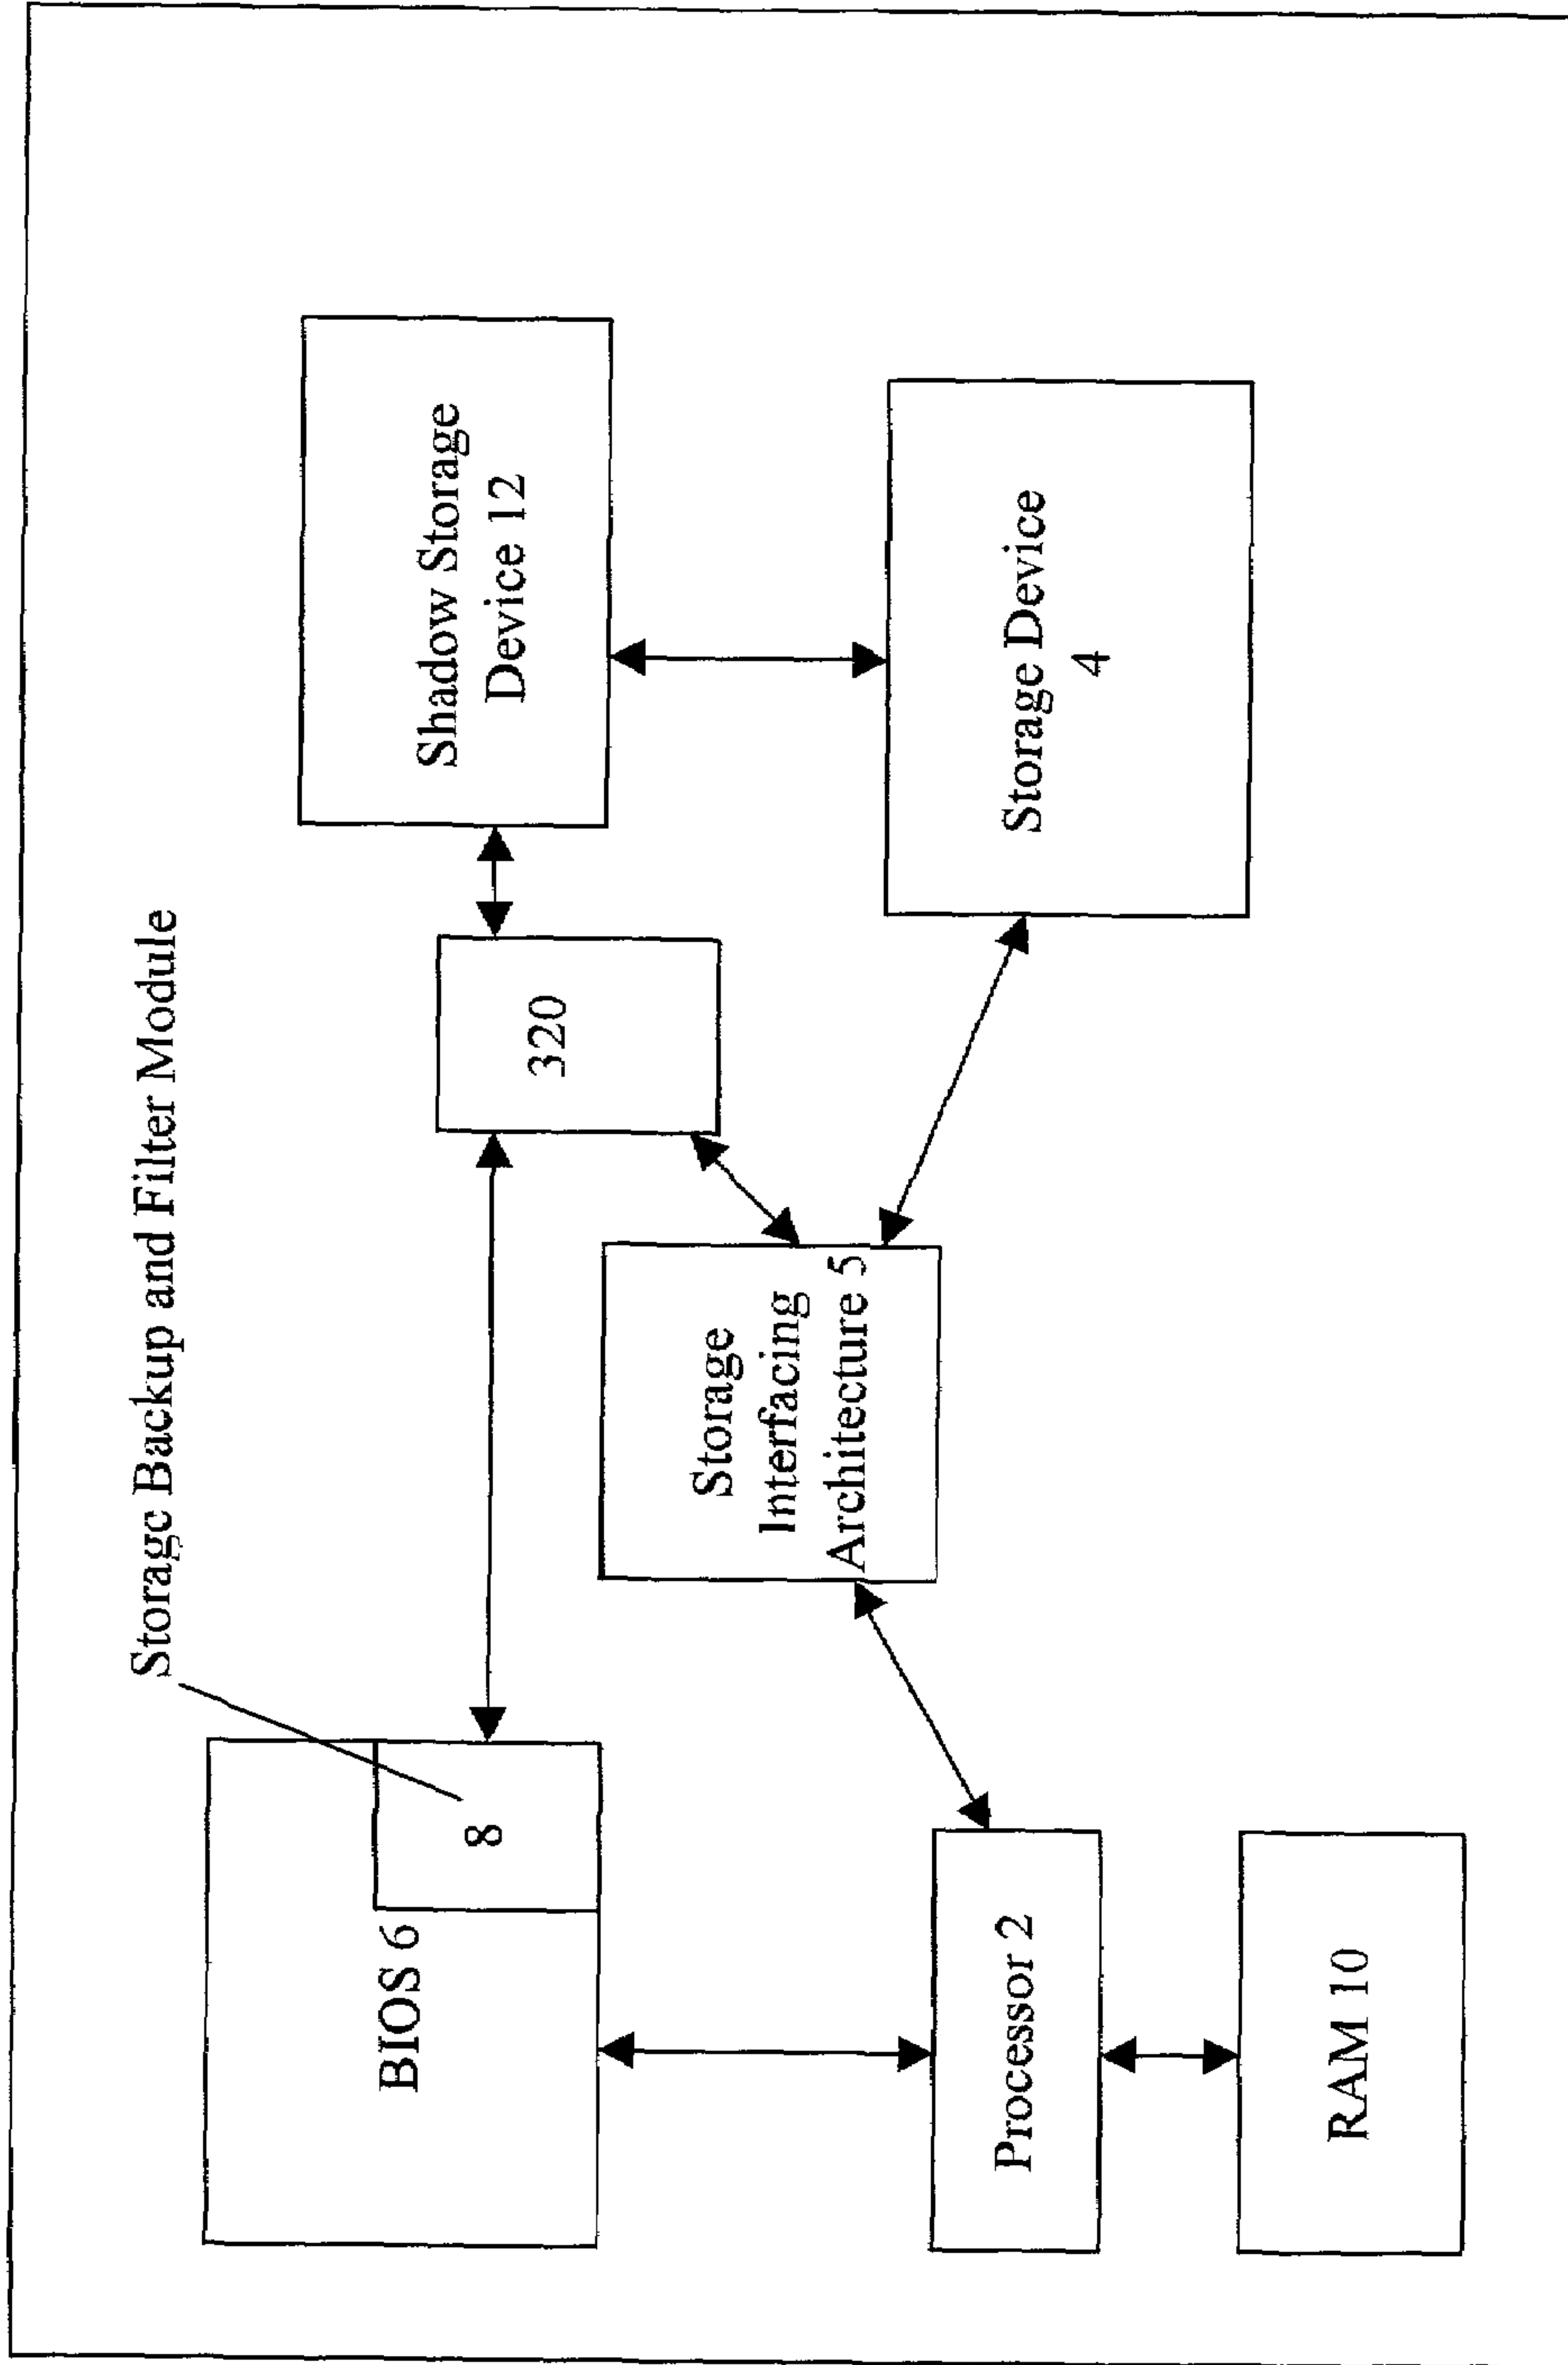 Storage Backup and Filter Module
BIOS 6
8
320
Shadow Storage
Device 12
Storage
Interfacing
Architecture 5
Storage Device
4
Processor 2
RAM 10